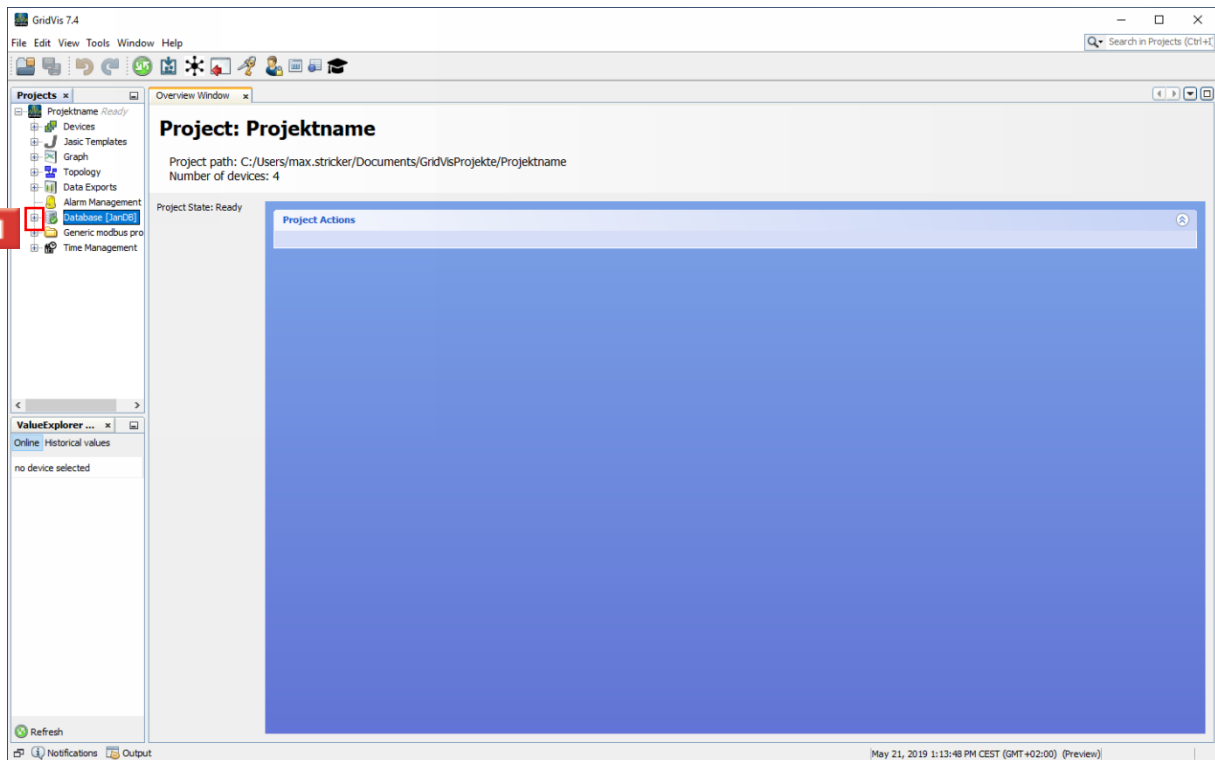 GridVis 7.4
File Edit View Tools Window Help
Search in Projects (Ctrl+I)
Projects
Projektname Ready
Devices
Jasic Templates
Graph
Topology
Data Exports
Alarm Management
Database [JanDB]
Generic modbus pro
Time Management
Overview Window
Project: Projektname
Project path: C:/Users/max.stricker/Documents/GridVisProjekte/Projektname
Number of devices: 4
Project State: Ready
Project Actions
ValueExplorer ...
Online Historical values
no device selected
Refresh
Notifications Output
May 21, 2019 1:13:48 PM CEST (GMT+02:00) (Preview)